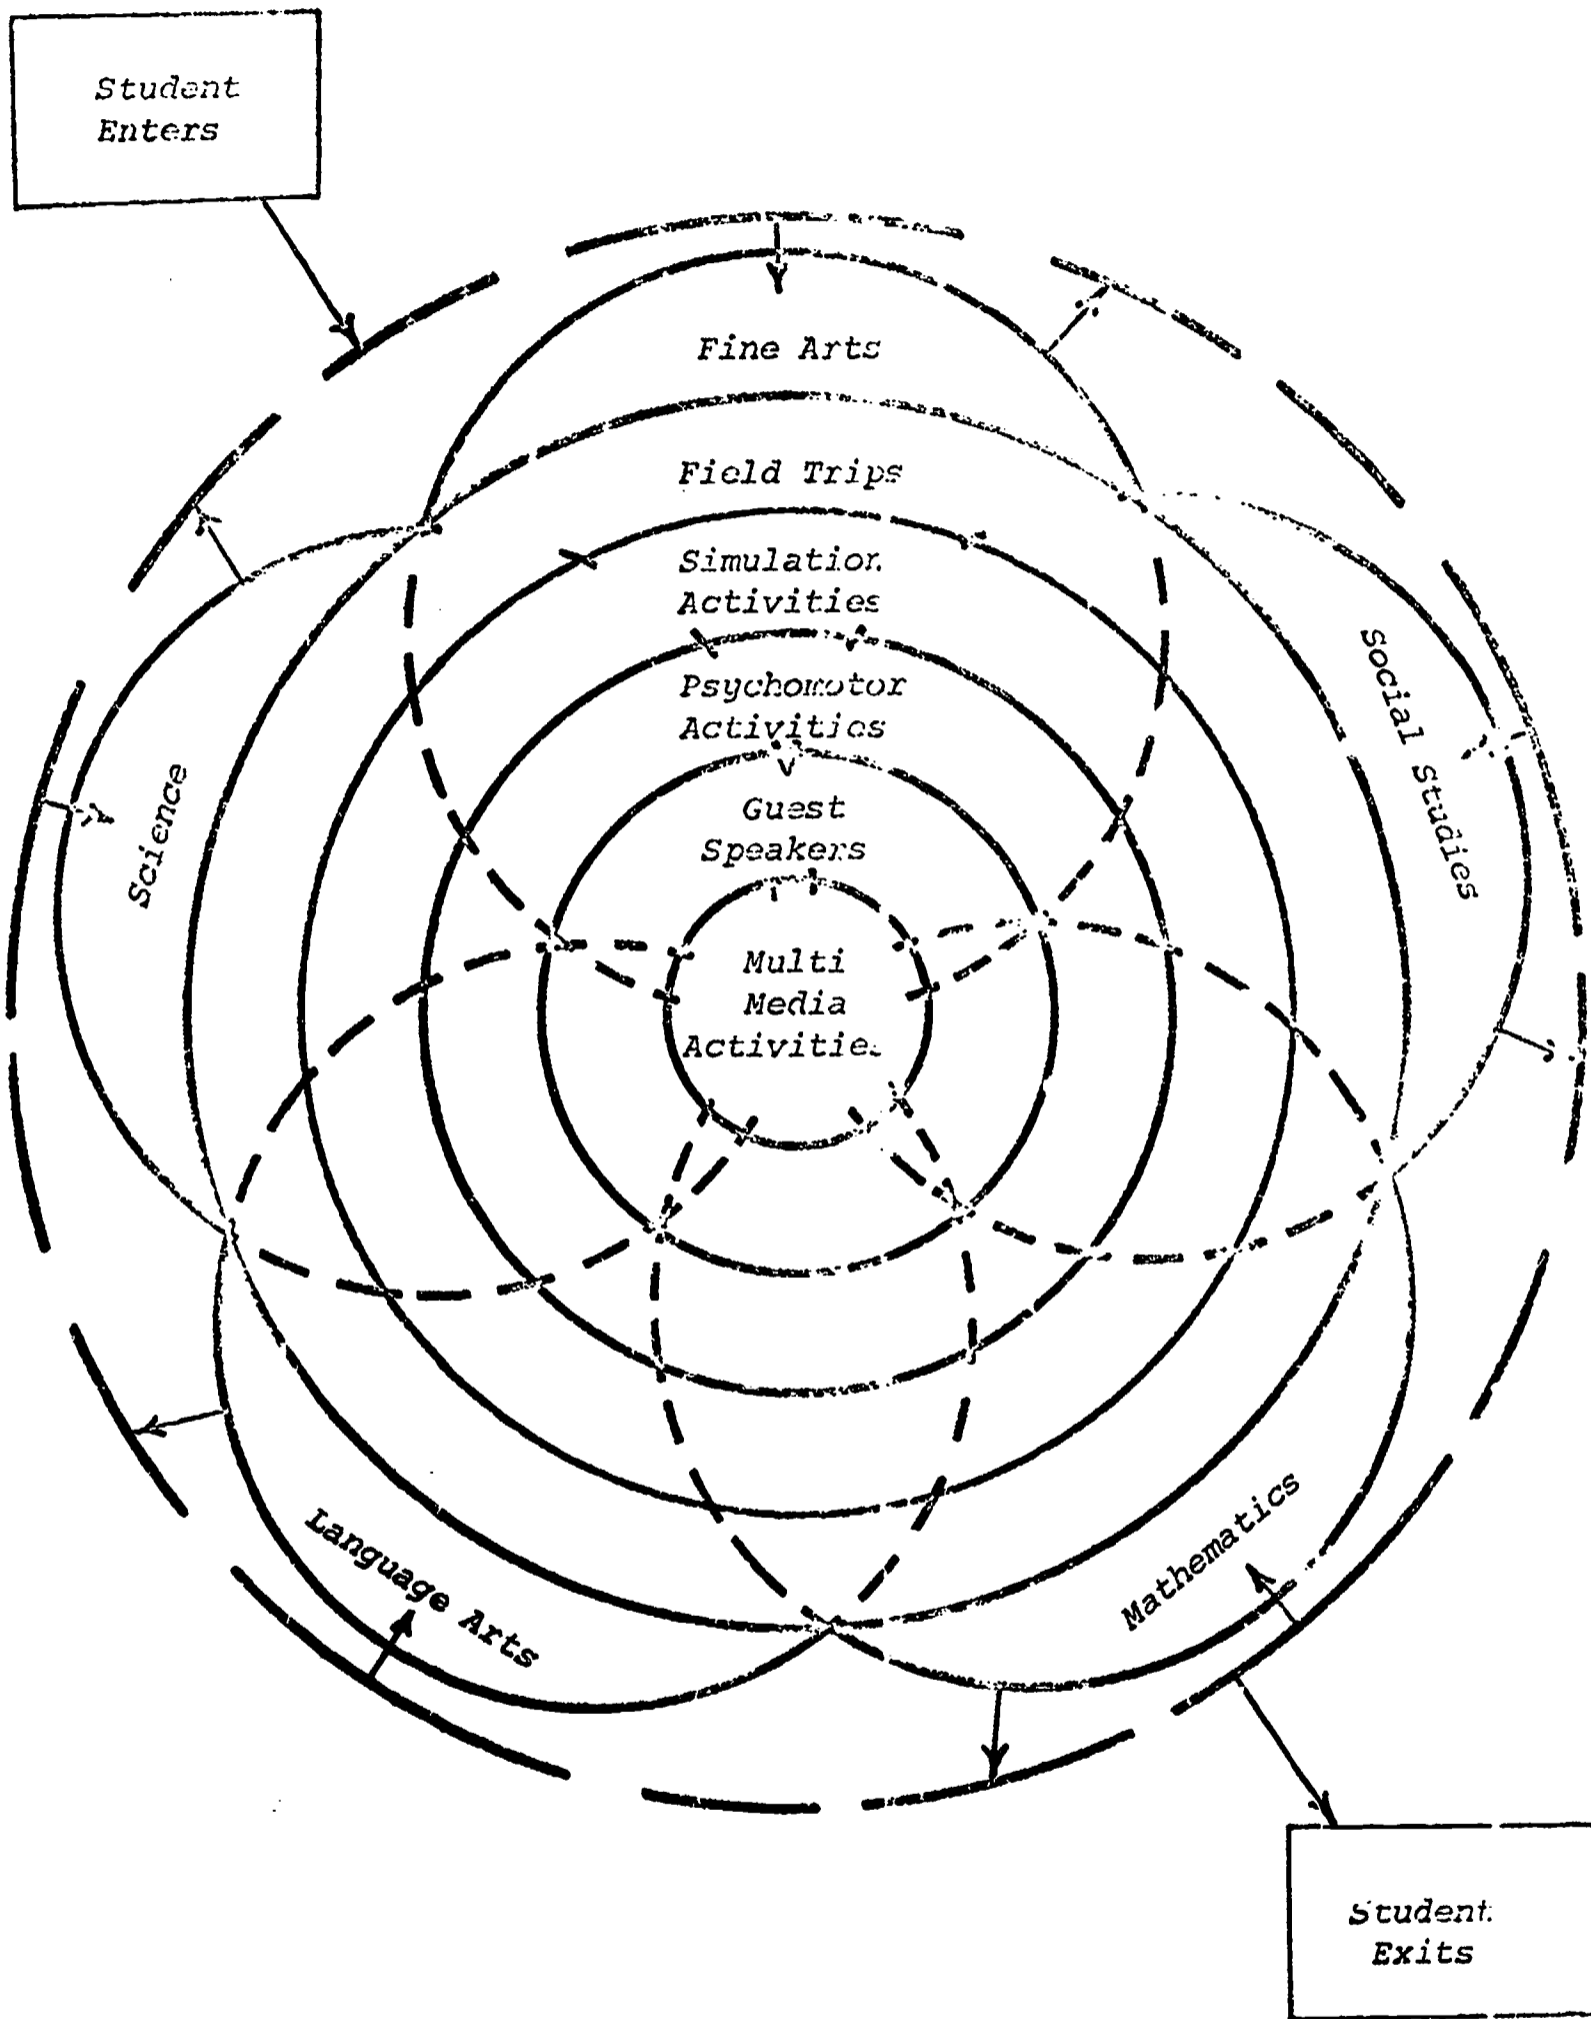 Student
Enters
Fine Arts
Field Trips
Simulation
Activities
Psychomotor
Activities
Guest
Speakers
Multi
Media
Activities
Science
Social Studies
Language Arts
Mathematics
Student
Exits